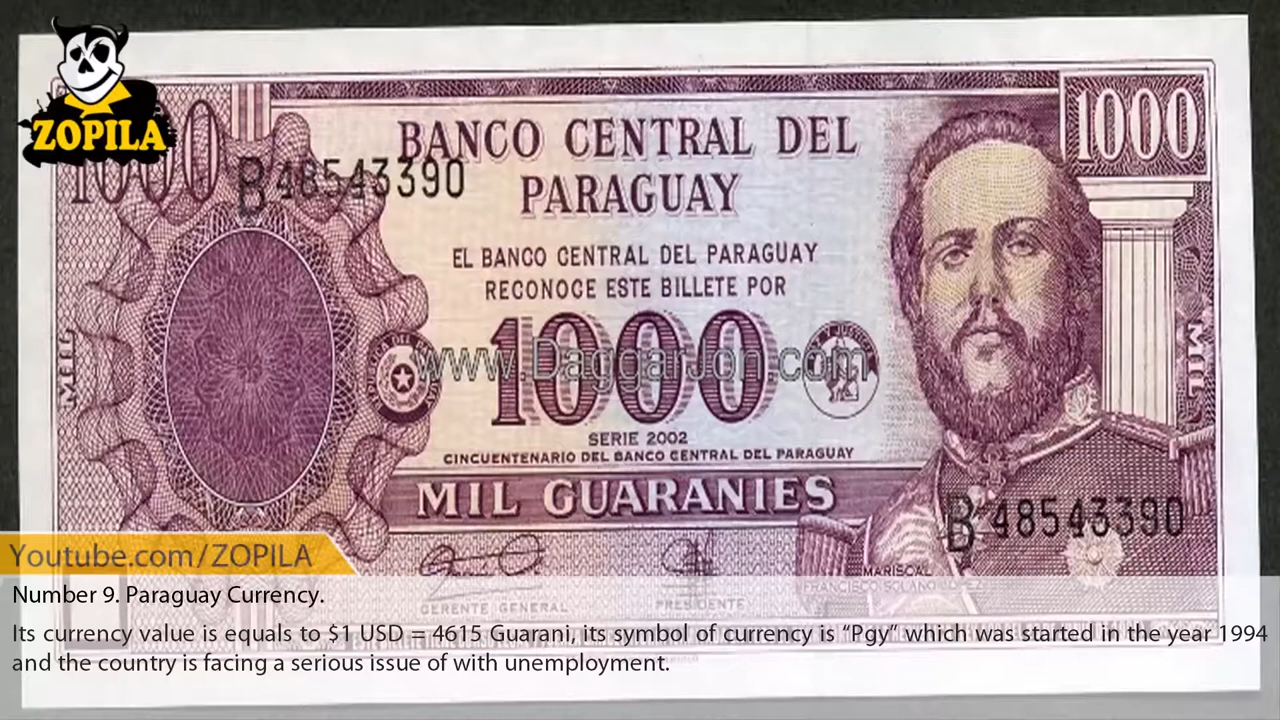 ZOPILA
1000
1000
BANCO CENTRAL DEL
PARAGUAY
B 48543390
EL BANCO CENTRAL DEL PARAGUAY
RECONOCE ESTE BILLETE POR
1000
www.DaggarJon.com
SERIE 2002
CINCUENTENARIO DEL BANCO CENTRAL DEL PARAGUAY
MIL GUARANIES
MIL
MIL
B 48543390
MARISCAL
FRANCISCO SOLANO
GERENTE GENERAL
PRESIDENTE
Youtube.com/ZOPILA
Number 9. Paraguay Currency.
Its currency value is equals to $1 USD = 4615 Guarani, its symbol of currency is “Pgy” which was started in the year 1994
and the country is facing a serious issue of with unemployment.